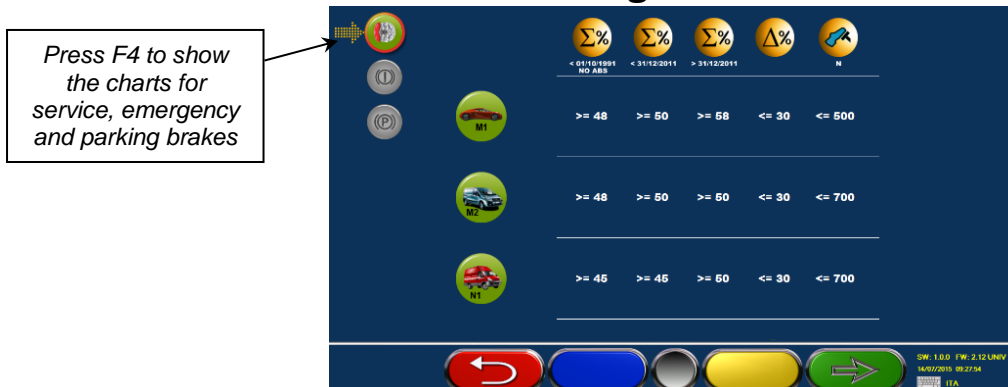 Press F4 to show
the charts for
service, emergency
and parking brakes
Σ% Σ% Σ% Δ%
< 01/10/1991 < 31/12/2011 > 31/12/2011 N
NO ABS
M1 >= 48 >= 50 >= 58 <= 30 <= 500
M2 >= 48 >= 50 >= 50 <= 30 <= 700
N1 >= 45 >= 45 >= 50 <= 30 <= 700
SW: 1.0.0 FW: 2.12 UNIV
14/07/2015 09:27:54
ITA